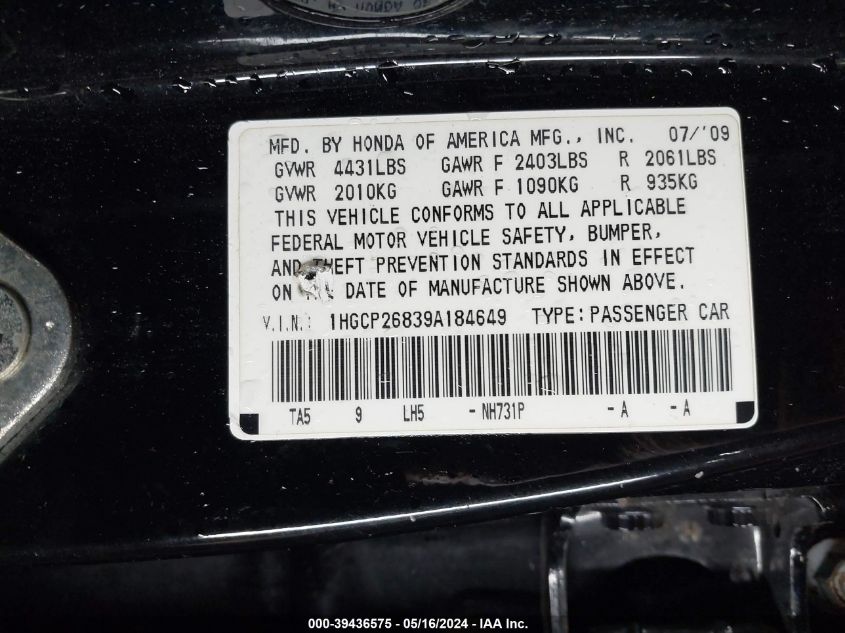 MFD. BY HONDA OF AMERICA MFG., INC. 07/'09
GVWR 4431LBS GAWR F 2403LBS R 2061LBS
GVWR 2010KG GAWR F 1090KG R 935KG
THIS VEHICLE CONFORMS TO ALL APPLICABLE
FEDERAL MOTOR VEHICLE SAFETY, BUMPER,
AND THEFT PREVENTION STANDARDS IN EFFECT
ON DATE OF MANUFACTURE SHOWN ABOVE.
V.I.N.: 1HGCP26839A184649 TYPE: PASSENGER CAR
TA5 9 LH5 - NH731P - A - A
000-39436575 - 05/16/2024 - IAA Inc.